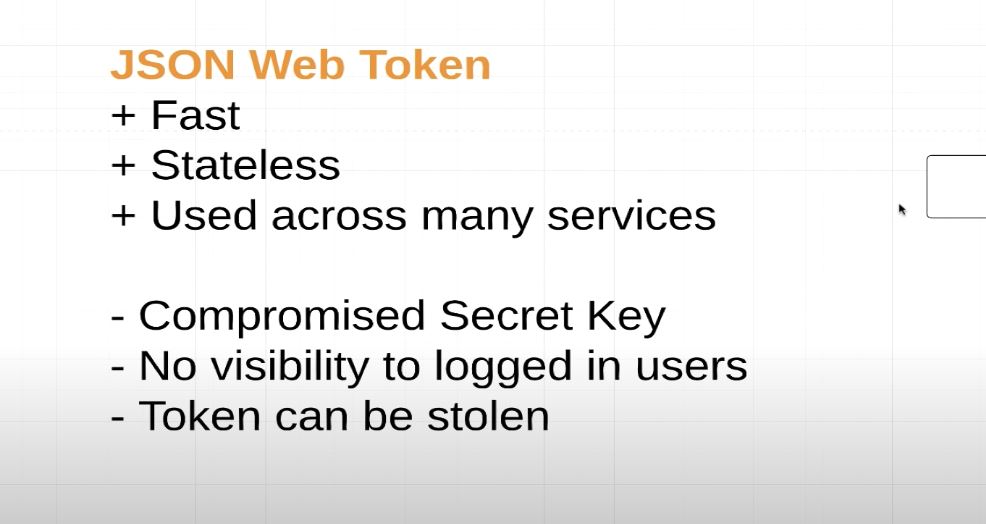 JSON Web Token
+ Fast
+ Stateless
+ Used across many services
- Compromised Secret Key
- No visibility to logged in users
- Token can be stolen